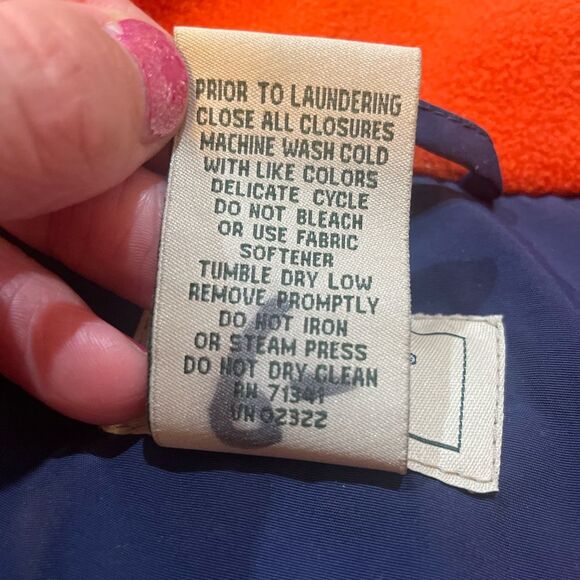 PRIOR TO LAUNDERING
CLOSE ALL CLOSURES
MACHINE WASH COLD
WITH LIKE COLORS
DELICATE CYCLE
DO NOT BLEACH
OR USE FABRIC
SOFTENER
TUMBLE DRY LOW
REMOVE PROMPTLY
DO NOT IRON
OR STEAM PRESS
DO NOT DRY CLEAN
RN 71341
VN 02322